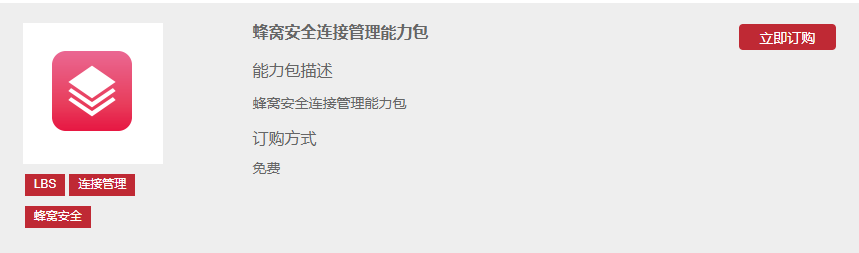 蜂窝安全连接管理能力包
立即订购
能力包描述
蜂窝安全连接管理能力包
订购方式
免费
LBS
连接管理
蜂窝安全